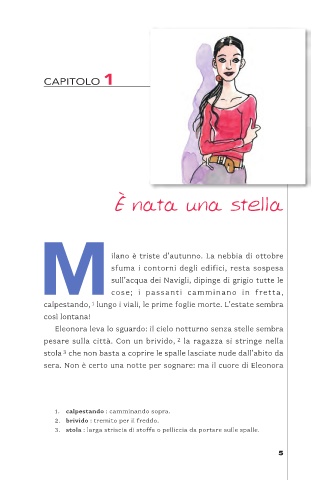 CAPITOLO 1
È nata una stella
Milano è triste d'autunno. La nebbia di ottobre
sfuma i contorni degli edifici, resta sospesa
sull'acqua dei Navigli, dipinge di grigio tutte le
cose; i passanti camminano in fretta,
calpestando, 1 lungo i viali, le prime foglie morte. L'estate sembra
così lontana!
Eleonora leva lo sguardo: il cielo notturno senza stelle sembra
pesare sulla città. Con un brivido, 2 la ragazza si stringe nella
stola 3 che non basta a coprire le spalle lasciate nude dall'abito da
sera. Non è certo una notte per sognare: ma il cuore di Eleonora
1. calpestando : camminando sopra.
2. brivido : tremito per il freddo.
3. stola : larga striscia di stoffa o pelliccia da portare sulle spalle.
5